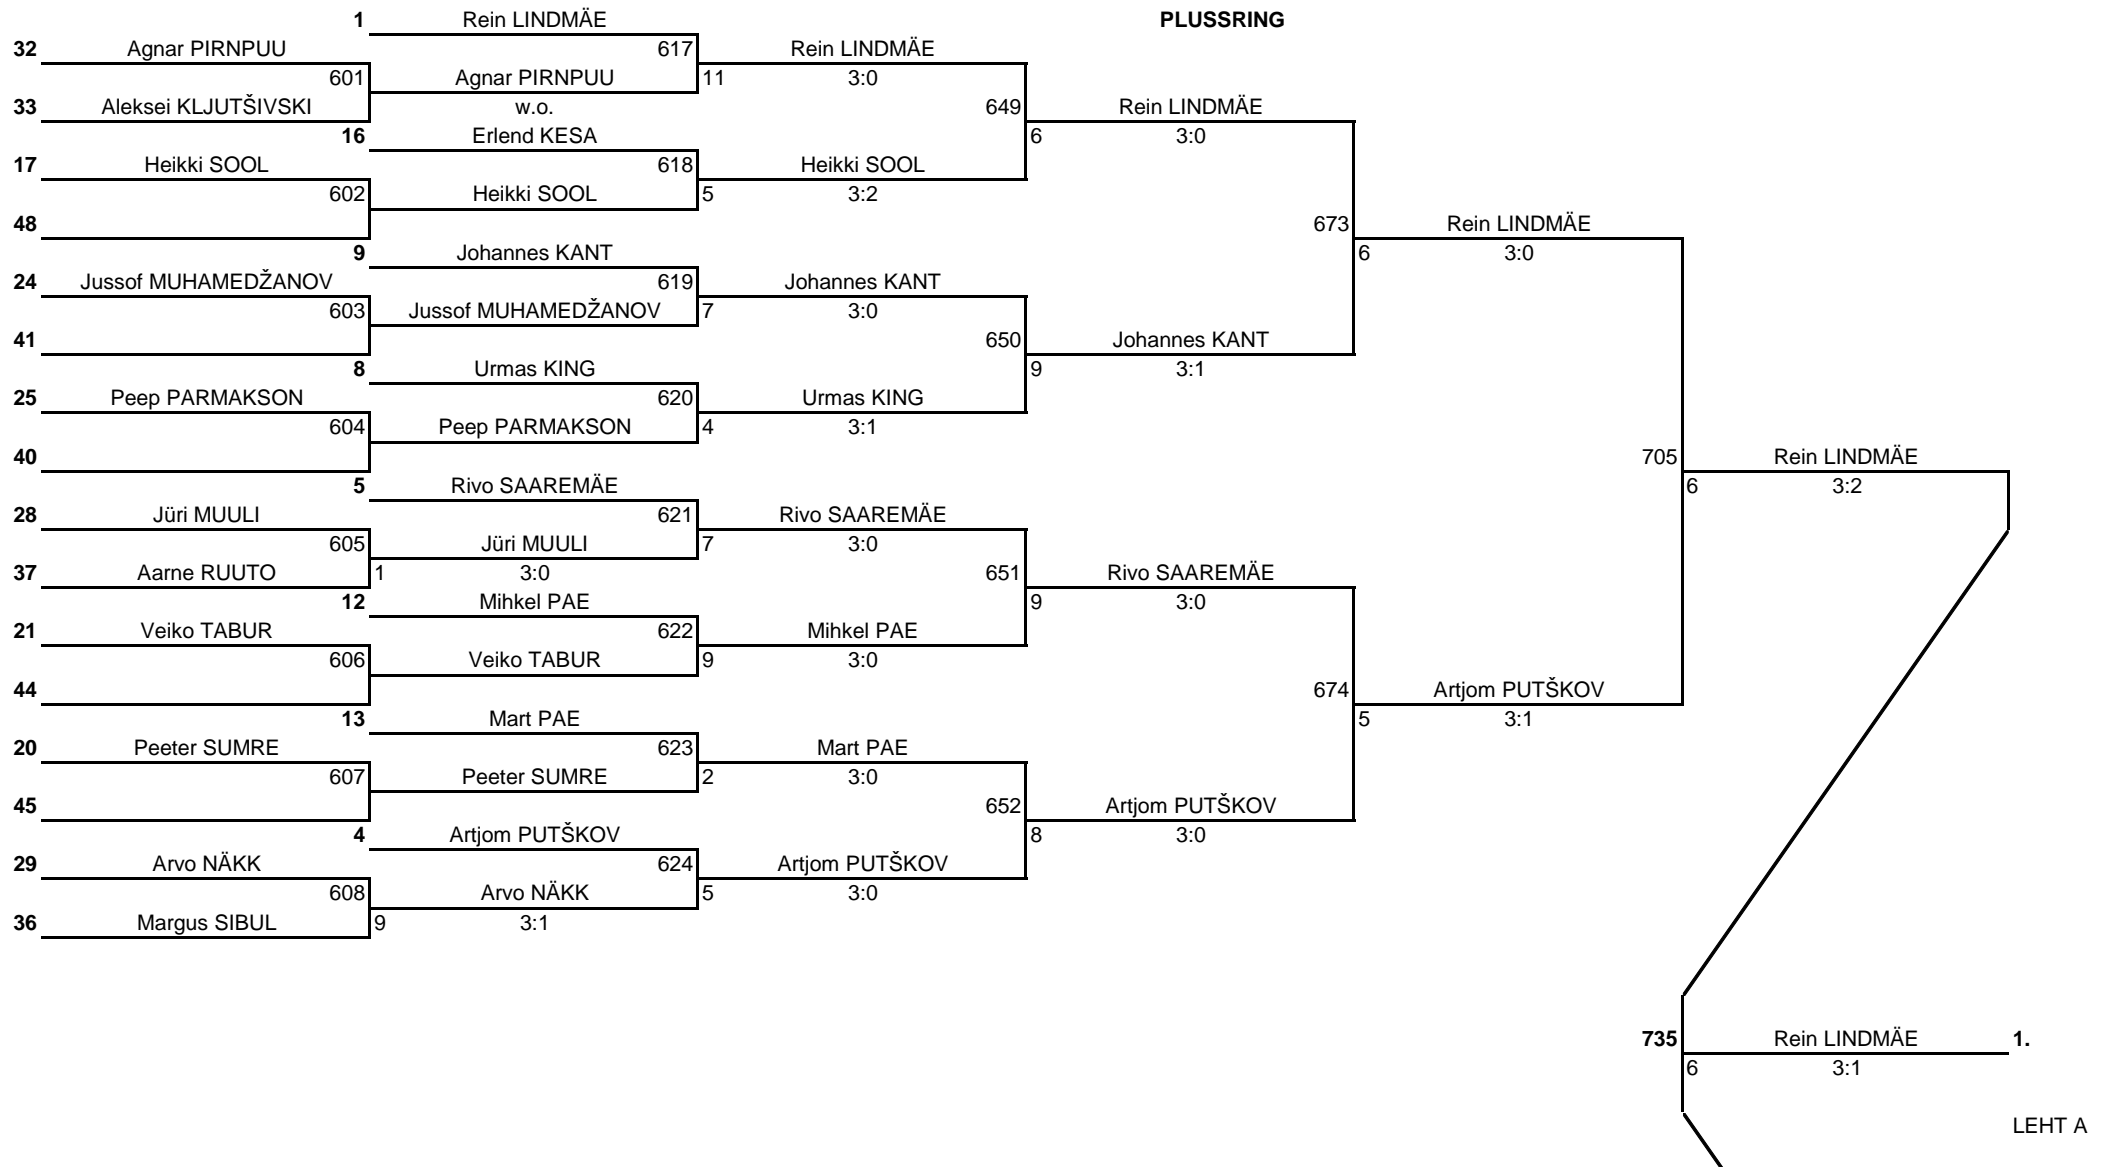 1 Rein LINDMÄE PLUSSRING
32 Agnar PIRNPUU 617 Rein LINDMÄE
601 Agnar PIRNPUU 11 3:0
33 Aleksei KLJUTŠIVSKI w.o. 649 Rein LINDMÄE
16 Erlend KESA 6 3:0
17 Heikki SOOL 618 Heikki SOOL
602 Heikki SOOL 5 3:2
48 673 Rein LINDMÄE
9 Johannes KANT 6 3:0
24 Jussof MUHAMEDŽANOV 619 Johannes KANT
603 Jussof MUHAMEDŽANOV 7 3:0
41 650 Johannes KANT
8 Urmas KING 9 3:1
25 Peep PARMAKSON 620 Urmas KING
604 Peep PARMAKSON 4 3:1
40 705 Rein LINDMÄE
5 Rivo SAAREMÄE 6 3:2
28 Jüri MUULI 621 Rivo SAAREMÄE
605 Jüri MUULI 7 3:0
37 Aarne RUUTO 1 3:0 651 Rivo SAAREMÄE
12 Mihkel PAE 9 3:0
21 Veiko TABUR 622 Mihkel PAE
606 Veiko TABUR 9 3:0
44 674 Artjom PUTŠKOV
13 Mart PAE 5 3:1
20 Peeter SUMRE 623 Mart PAE
607 Peeter SUMRE 2 3:0
45 652 Artjom PUTŠKOV
4 Artjom PUTŠKOV 8 3:0
29 Arvo NÄKK 624 Artjom PUTŠKOV
608 Arvo NÄKK 5 3:0
36 Margus SIBUL 9 3:1
735 Rein LINDMÄE 1.
6 3:1
LEHT A